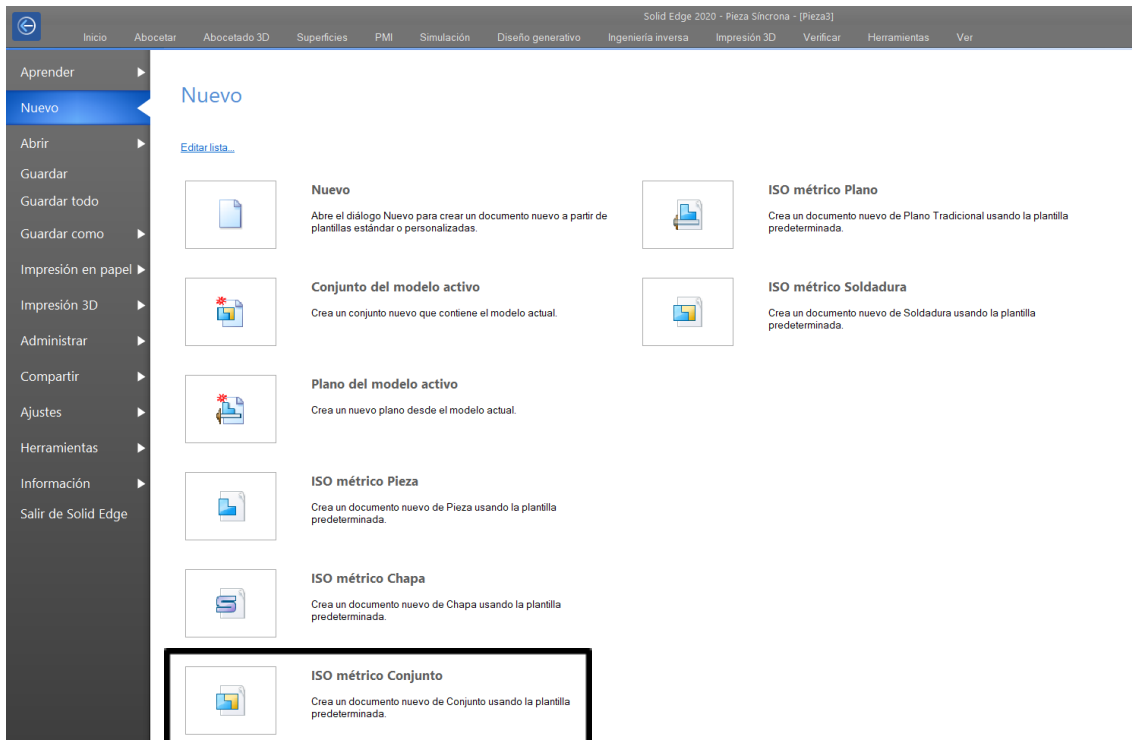 Solid Edge 2020 - Pieza Síncrona - [Pieza3]
Inicio Abocetar Abocetado 3D Superficies PMI Simulación Diseño generativo Ingeniería inversa Impresión 3D Verificar Herramientas Ver
Aprender
Nuevo
Abrir
Guardar
Guardar todo
Guardar como
Impresión en papel
Impresión 3D
Administrar
Compartir
Ajustes
Herramientas
Información
Salir de Solid Edge
Nuevo
Editar lista...
Nuevo
Abre el diálogo Nuevo para crear un documento nuevo a partir de
plantillas estándar o personalizadas.
Conjunto del modelo activo
Crea un conjunto nuevo que contiene el modelo actual.
Plano del modelo activo
Crea un nuevo plano desde el modelo actual.
ISO métrico Pieza
Crea un documento nuevo de Pieza usando la plantilla
predeterminada.
ISO métrico Chapa
Crea un documento nuevo de Chapa usando la plantilla
predeterminada.
ISO métrico Conjunto
Crea un documento nuevo de Conjunto usando la plantilla
predeterminada.
ISO métrico Plano
Crea un documento nuevo de Plano Tradicional usando la plantilla
predeterminada.
ISO métrico Soldadura
Crea un documento nuevo de Soldadura usando la plantilla
predeterminada.